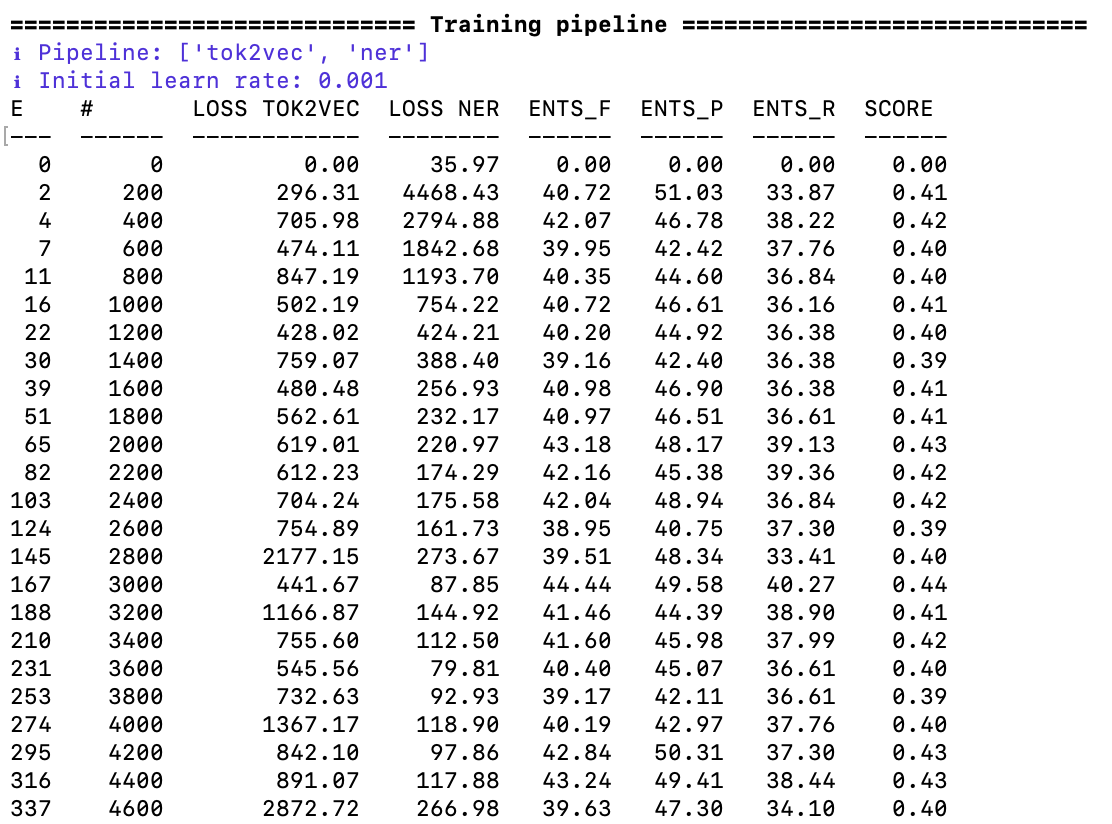 ============================= Training pipeline =============================
ℹ Pipeline: ['tok2vec', 'ner']
ℹ Initial learn rate: 0.001
E    #       LOSS TOK2VEC  LOSS NER  ENTS_F  ENTS_P  ENTS_R  SCORE
---  ------  ------------  --------  ------  ------  ------  ------
  0       0          0.00     35.97    0.00    0.00    0.00    0.00
  2     200        296.31   4468.43   40.72   51.03   33.87    0.41
  4     400        705.98   2794.88   42.07   46.78   38.22    0.42
  7     600        474.11   1842.68   39.95   42.42   37.76    0.40
 11     800        847.19   1193.70   40.35   44.60   36.84    0.40
 16    1000        502.19    754.22   40.72   46.61   36.16    0.41
 22    1200        428.02    424.21   40.20   44.92   36.38    0.40
 30    1400        759.07    388.40   39.16   42.40   36.38    0.39
 39    1600        480.48    256.93   40.98   46.90   36.38    0.41
 51    1800        562.61    232.17   40.97   46.51   36.61    0.41
 65    2000        619.01    220.97   43.18   48.17   39.13    0.43
 82    2200        612.23    174.29   42.16   45.38   39.36    0.42
103    2400        704.24    175.58   42.04   48.94   36.84    0.42
124    2600        754.89    161.73   38.95   40.75   37.30    0.39
145    2800       2177.15    273.67   39.51   48.34   33.41    0.40
167    3000        441.67     87.85   44.44   49.58   40.27    0.44
188    3200       1166.87    144.92   41.46   44.39   38.90    0.41
210    3400        755.60    112.50   41.60   45.98   37.99    0.42
231    3600        545.56     79.81   40.40   45.07   36.61    0.40
253    3800        732.63     92.93   39.17   42.11   36.61    0.39
274    4000       1367.17    118.90   40.19   42.97   37.76    0.40
295    4200        842.10     97.86   42.84   50.31   37.30    0.43
316    4400        891.07    117.88   43.24   49.41   38.44    0.43
337    4600       2872.72    266.98   39.63   47.30   34.10    0.40